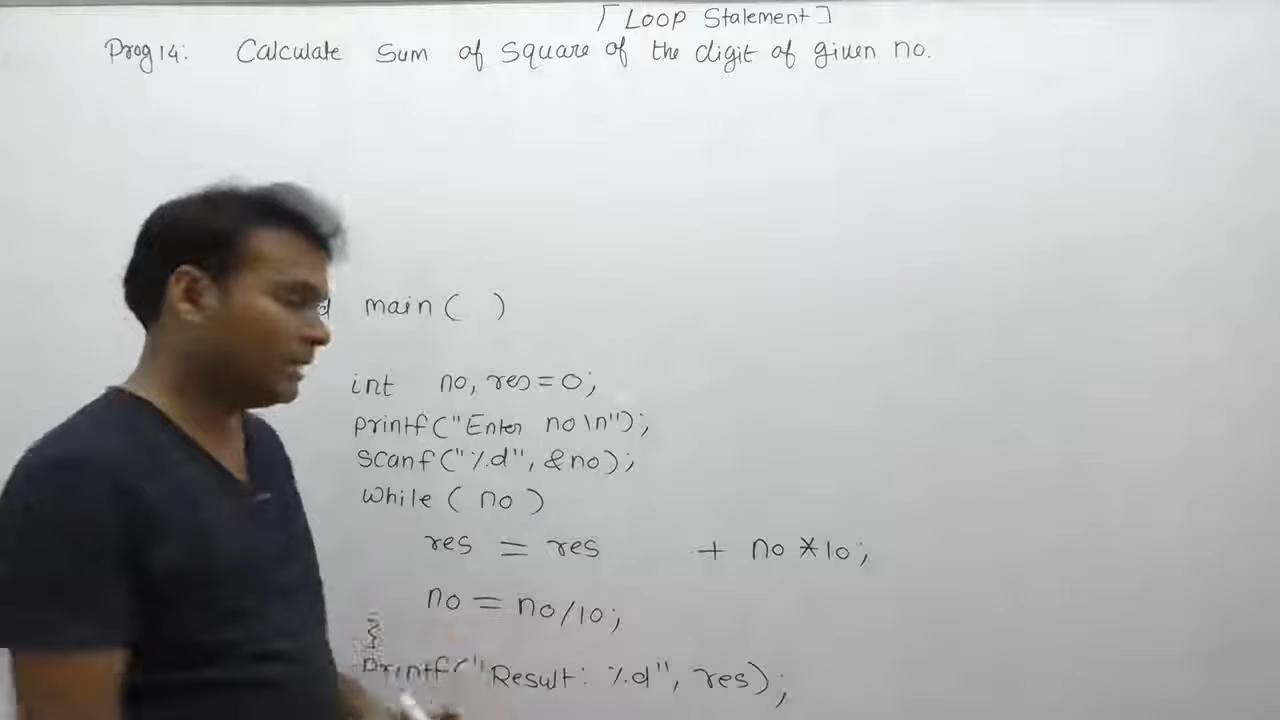 [Loop Statement]
Prog 14: Calculate Sum of Square of the digit of given no.
main( )
int no, res=0;
printf("Enter no\n");
scanf("%d", &no);
while ( no )
res = res + no *10;
no = no/10;
printf("Result: %d", res);